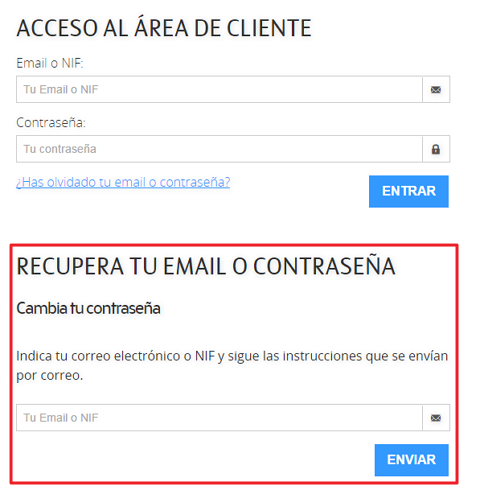 ACCESO AL ÁREA DE CLIENTE
Email o NIF:
Tu Email o NIF
Contraseña:
Tu contraseña
¿Has olvidado tu email o contraseña?
ENTRAR
RECUPERA TU EMAIL O CONTRASEÑA
Cambia tu contraseña
Indica tu correo electrónico o NIF y sigue las instrucciones que se envían
por correo.
Tu Email o NIF
ENVIAR